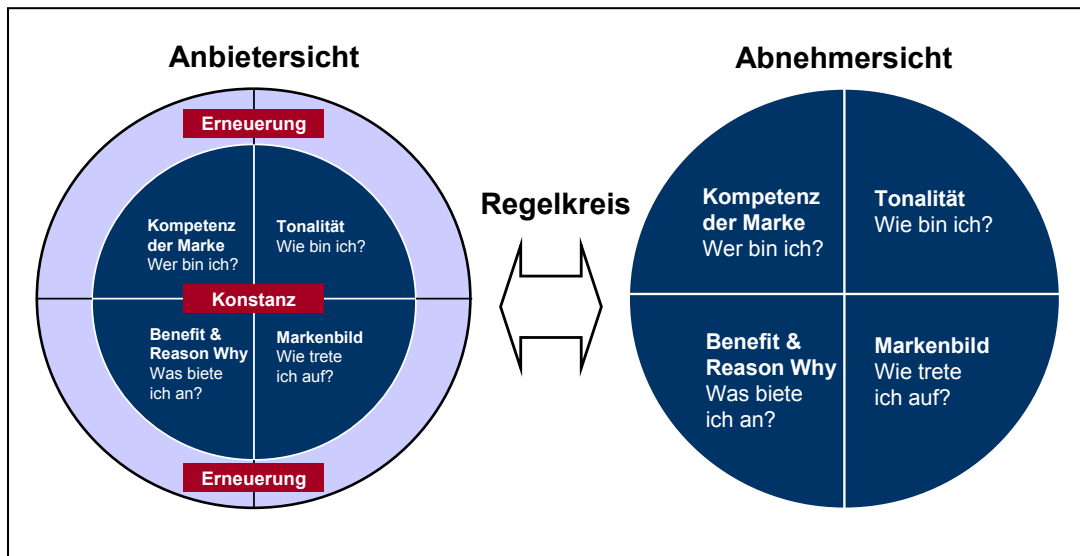 Anbietersicht
Erneuerung
Kompetenz
der Marke
Wer bin ich?
Tonalität
Wie bin ich?
Konstanz
Benefit &
Reason Why
Was biete
ich an?
Markenbild
Wie trete
ich auf?
Erneuerung
Regelkreis
Abnehmersicht
Kompetenz
der Marke
Wer bin ich?
Tonalität
Wie bin ich?
Benefit &
Reason Why
Was biete
ich an?
Markenbild
Wie trete
ich auf?